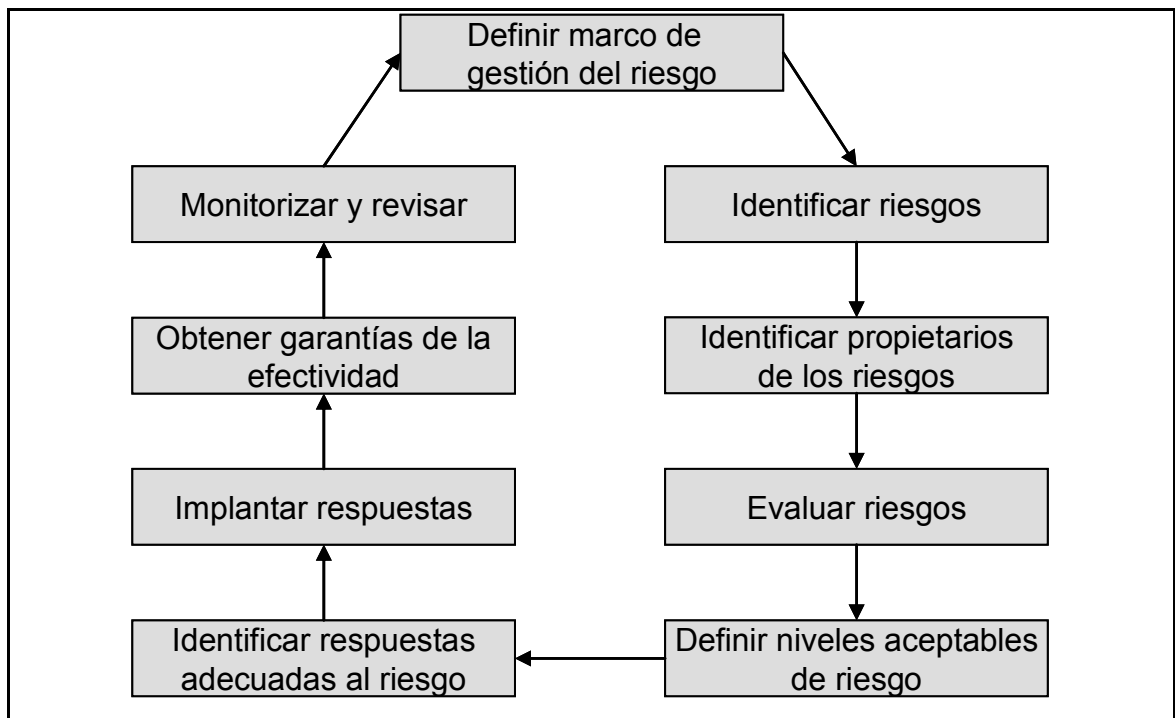 Definir marco de
gestión del riesgo
Identificar riesgos
Identificar propietarios
de los riesgos
Evaluar riesgos
Definir niveles aceptables
de riesgo
Identificar respuestas
adecuadas al riesgo
Implantar respuestas
Obtener garantías de la
efectividad
Monitorizar y revisar